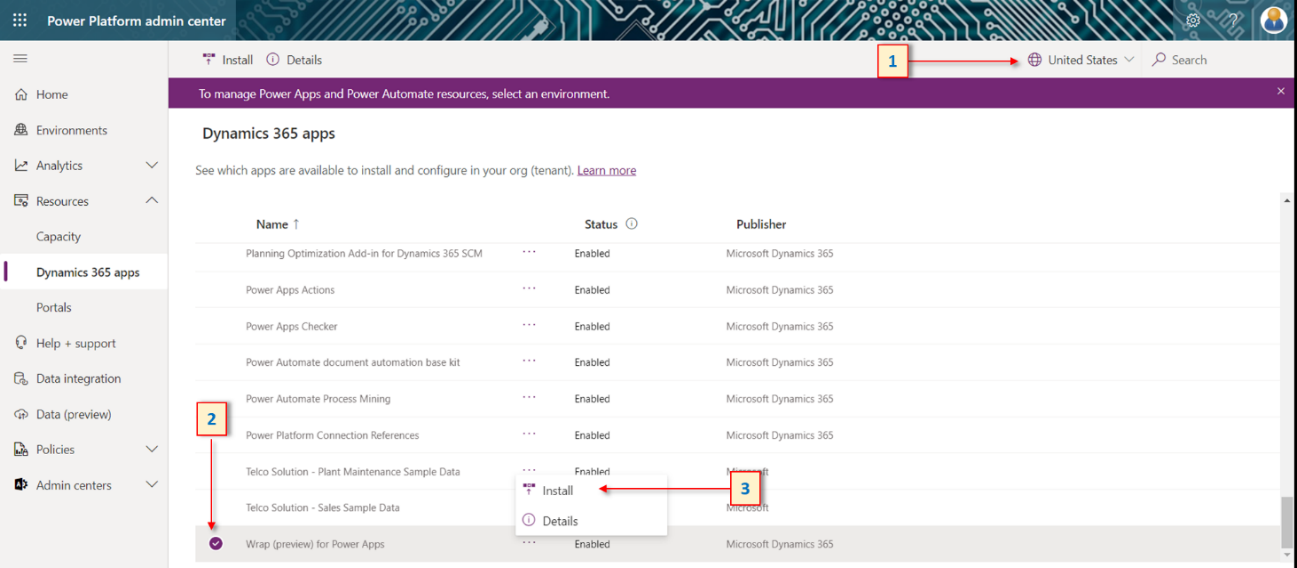 Power Platform admin center
Install Details 1 United States Search
Home
To manage Power Apps and Power Automate resources, select an environment.
Environments
Dynamics 365 apps
Analytics
See which apps are available to install and configure in your org (tenant). Learn more
Resources
Capacity
Dynamics 365 apps
Portals
Help + support
Data integration
Data (preview)
Policies
Admin centers
Name ↑ Status Publisher
Planning Optimization Add-in for Dynamics 365 SCM ... Enabled Microsoft Dynamics 365
Power Apps Actions ... Enabled Microsoft Dynamics 365
Power Apps Checker ... Enabled Microsoft Dynamics 365
Power Automate document automation base kit ... Enabled Microsoft Dynamics 365
Power Automate Process Mining ... Enabled Microsoft Dynamics 365
2
Power Platform Connection References ... Enabled Microsoft Dynamics 365
Telco Solution - Plant Maintenance Sample Data ... Enabled Microsoft
Install 3
Telco Solution - Sales Sample Data Microsoft
Details
Wrap (preview) for Power Apps ... Enabled Microsoft Dynamics 365